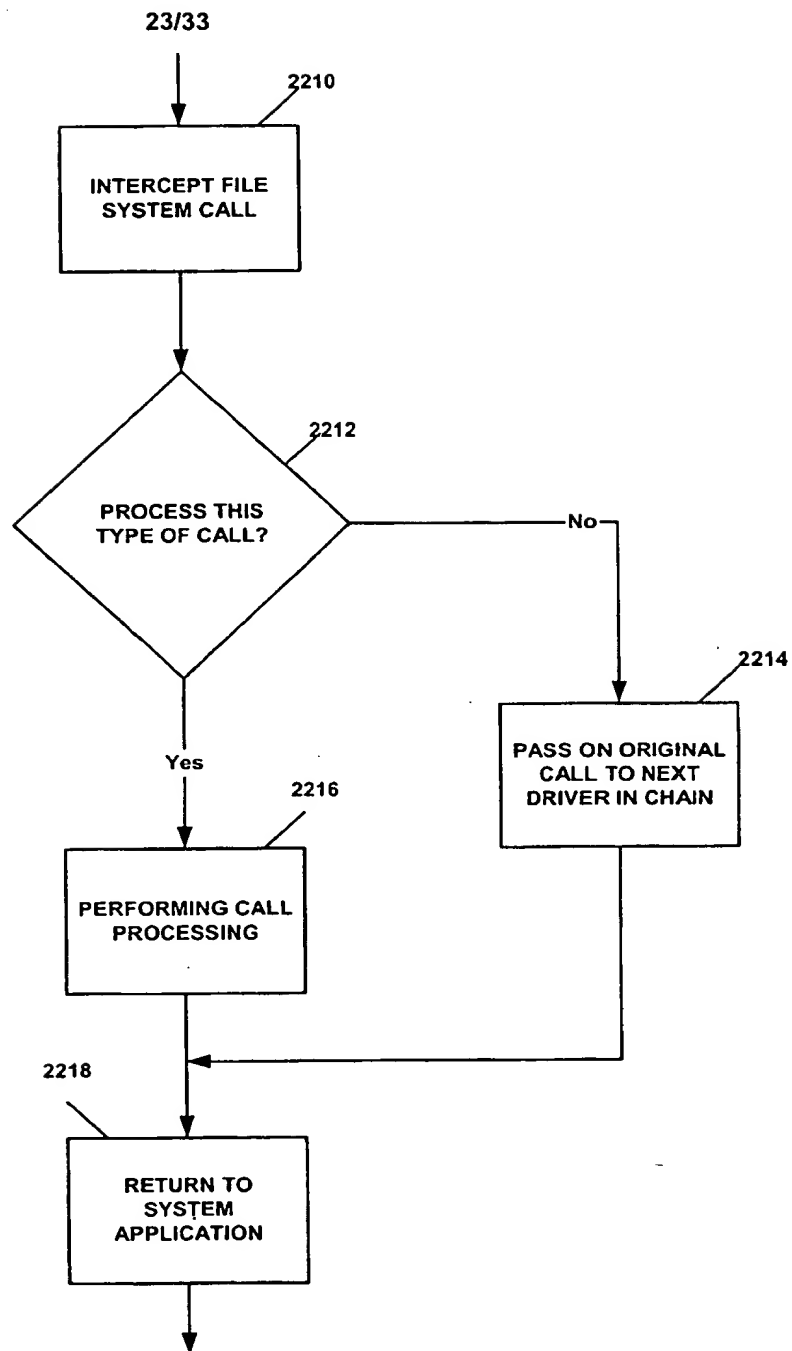 23/33
2210
INTERCEPT FILE
SYSTEM CALL
2212
PROCESS THIS
TYPE OF CALL?
No
2214
PASS ON ORIGINAL
CALL TO NEXT
DRIVER IN CHAIN
Yes
2216
PERFORMING CALL
PROCESSING
2218
RETURN TO
SYSTEM
APPLICATION